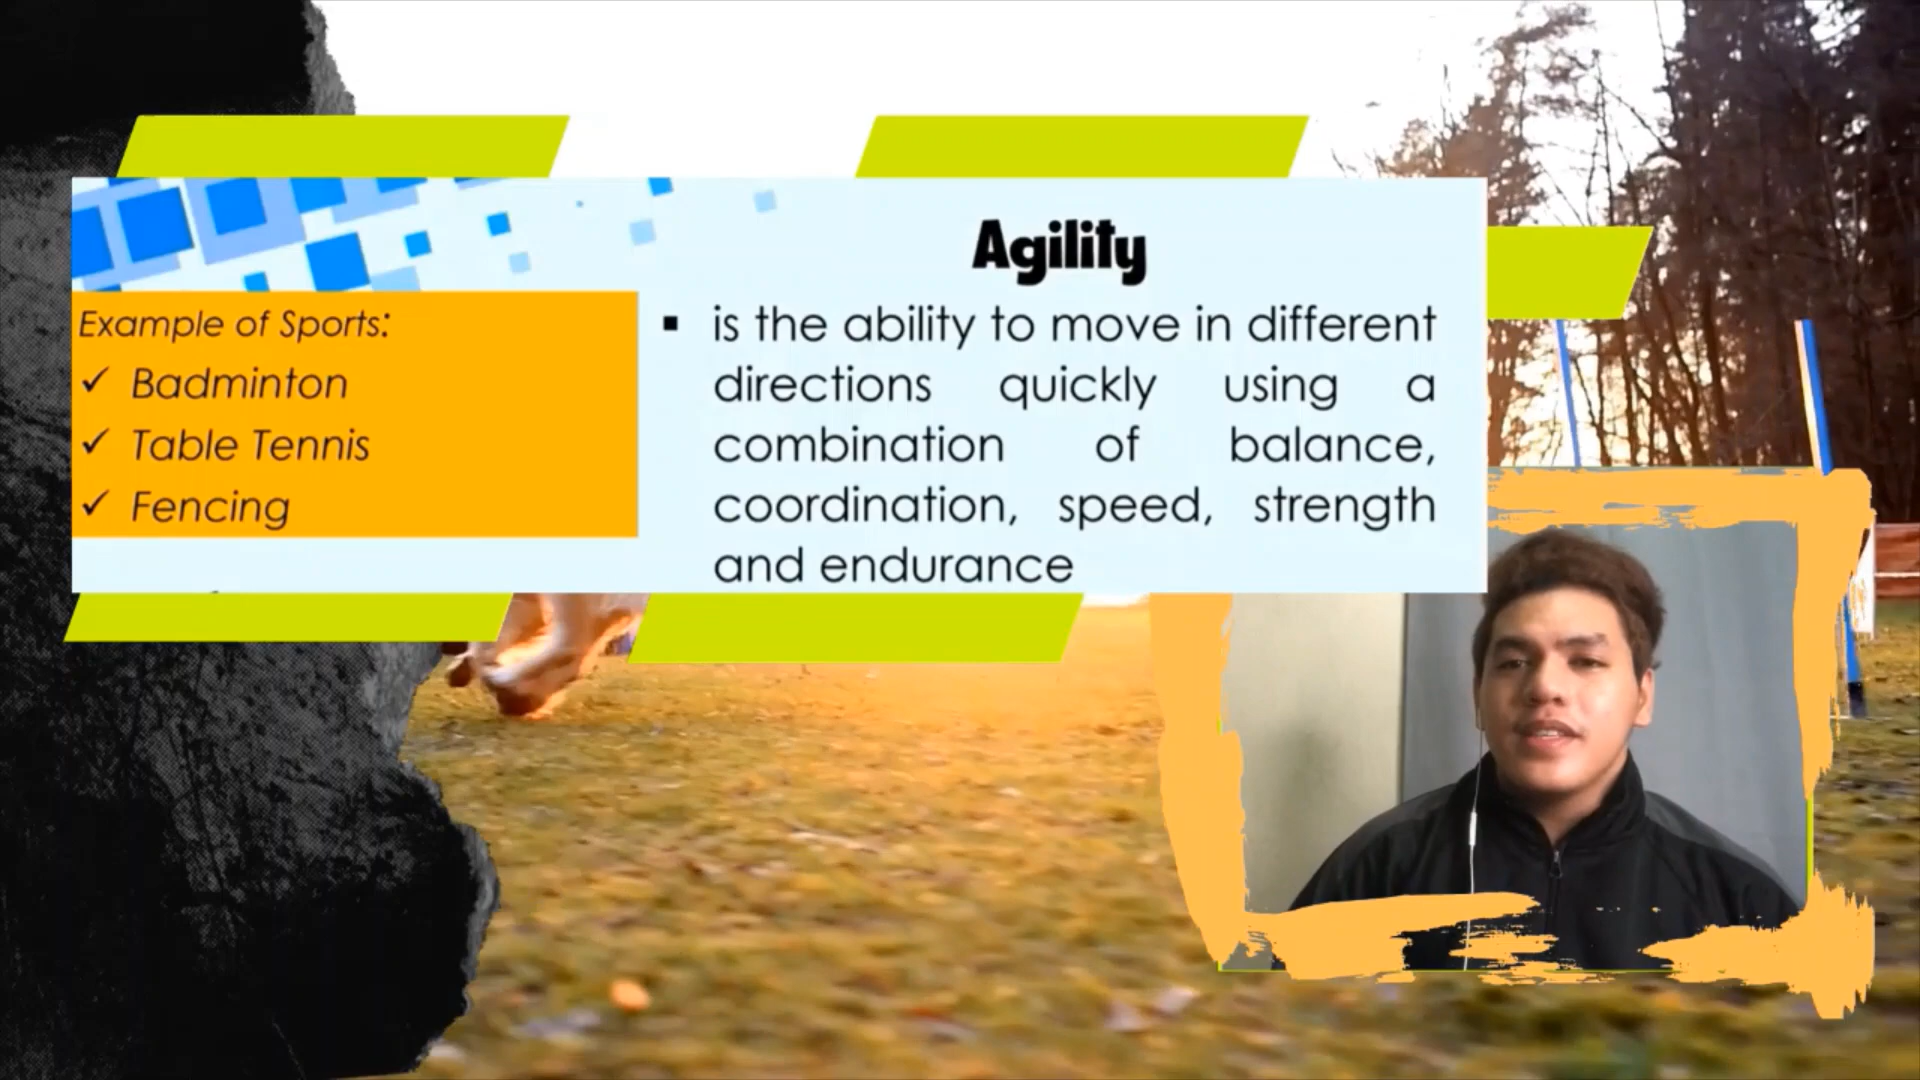 Agility
Example of Sports:
✓ Badminton
✓ Table Tennis
✓ Fencing
▪ is the ability to move in different
directions quickly using a
combination of balance,
coordination, speed, strength
and endurance